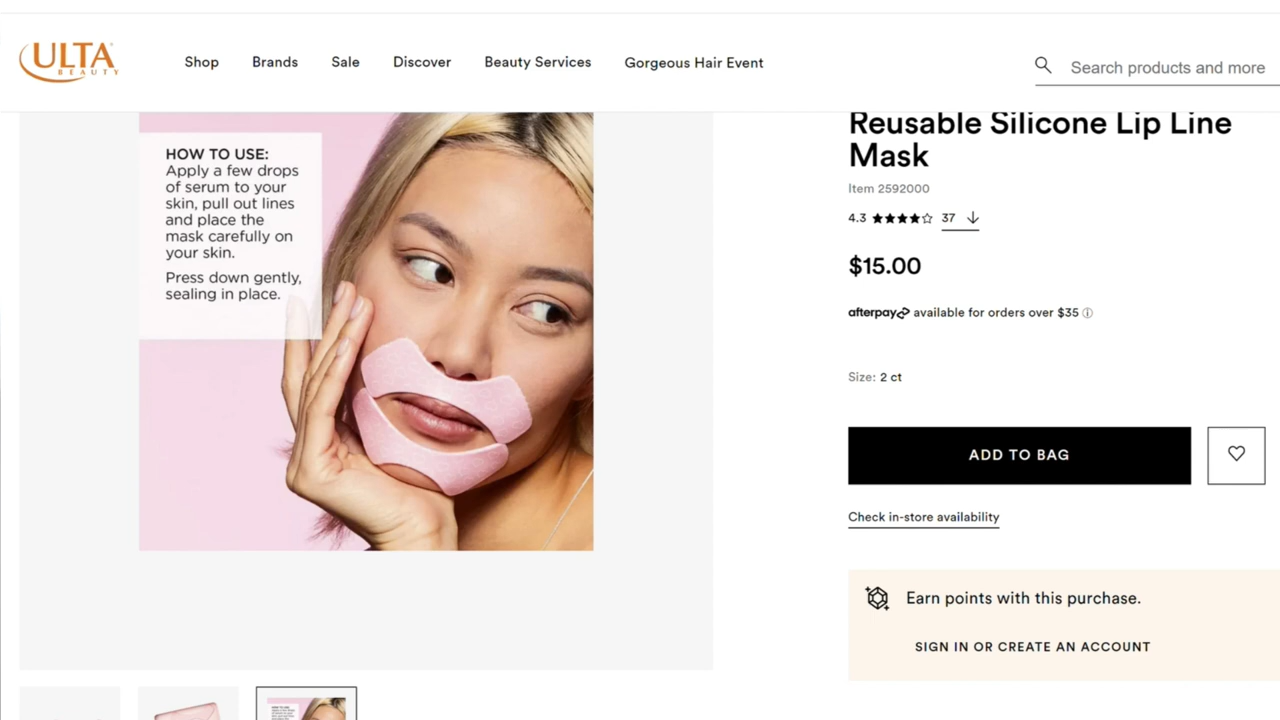 ULTA
BEAUTY
Shop
Brands
Sale
Discover
Beauty Services
Gorgeous Hair Event
Search products and more
HOW TO USE:
Apply a few drops
of serum to your
skin, pull out lines
and place the
mask carefully on
your skin.
Press down gently,
sealing in place.
Reusable Silicone Lip Line
Mask
Item 2592000
4.3
37
$15.00
afterpay available for orders over $35
Size: 2 ct
ADD TO BAG
Check in-store availability
Earn points with this purchase.
SIGN IN OR CREATE AN ACCOUNT